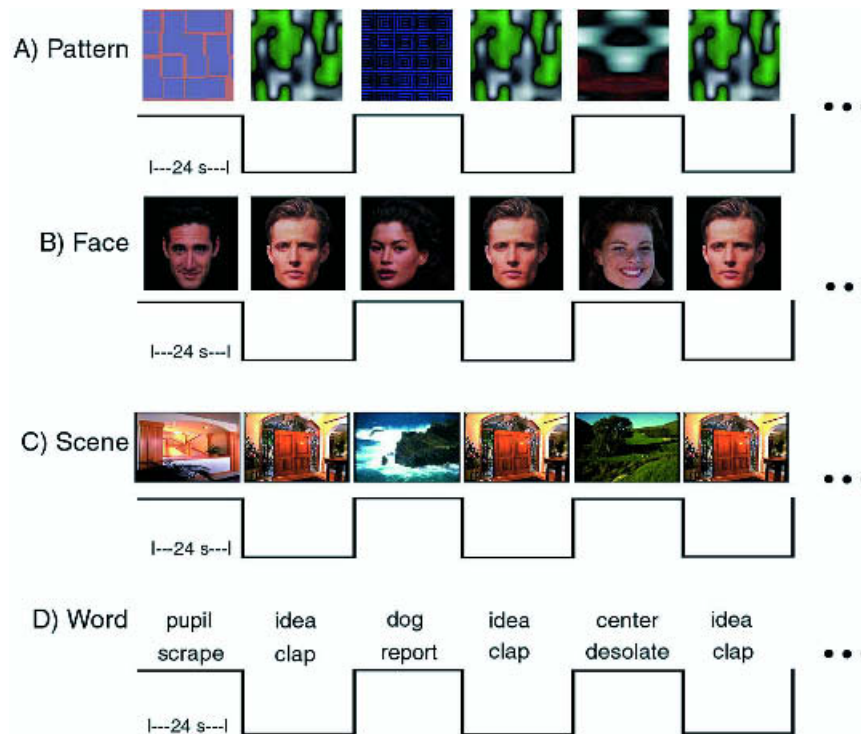 A) Pattern
I---24 s---I
B) Face
I---24 s---I
C) Scene
I---24 s---I
D) Word
pupil idea dog idea center idea
scrape clap report clap desolate clap
I---24 s---I